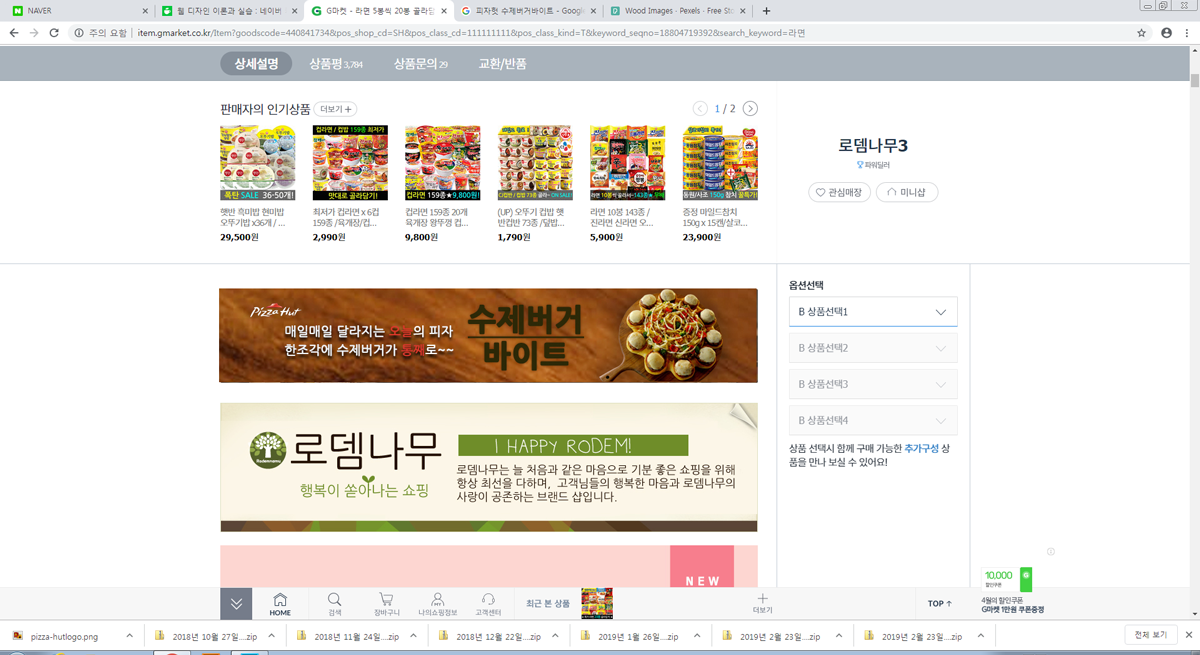 NAVER
웹 디자인 이론과 실습 : 네이버
G마켓 - 라면 5봉씩 20봉 골라담
피자헛 수제버거바이트 - Google
Wood Images · Pexels · Free Sto
주의 요함
item.gmarket.co.kr/Item?goodscode=440841734&pos_shop_cd=SH&pos_class_cd=111111111&pos_class_kind=T&keyword_seqno=18804719392&search_keyword=라면
상세설명 상품평 3,784 상품문의 29 교환/반품
판매자의 인기상품 더보기 +
1 / 2
폭탄 SALE 36-50개!
컵라면 / 컵밥 159종 최저가
맛대로 골라담기!
컵라면 159종★9,800원!
햇반 흑미밥 현미밥
오뚜기밥 x36개 / ...
29,500원
최저가 컵라면 x 6컵
159종 /육개장/컵...
2,990원
컵라면 159종 20개
육개장 왕뚜껑 컵...
9,800원
(UP) 오뚜기 컵밥 햇
반컵반 73종 /덮밥...
1,790원
라면 10봉 143종 /
진라면 신라면 오...
5,900원
증정 마일드참치
150g x 15캔/살코...
23,900원
로뎀나무3
파워딜러
관심매장 미니샵
Pizza Hut
매일매일 달라지는 오늘의 피자
한조각에 수제버거가 통째로~~
수제버거
바이트
로뎀나무
행복이 쏟아나는 쇼핑
I HAPPY RODEM!
로뎀나무는 늘 처음과 같은 마음으로 기분 좋은 쇼핑을 위해
항상 최선을 다하며, 고객님들의 행복한 마음과 로뎀나무의
사랑이 공존하는 브랜드 샵입니다.
NEW
옵션선택
B 상품선택1
B 상품선택2
B 상품선택3
B 상품선택4
상품 선택시 함께 구매 가능한 추가구성 상
품을 만나 보실 수 있어요!
10,000
할인쿠폰
4월의 할인쿠폰
G마켓 1만원 쿠폰증정
HOME
검색
장바구니
나의쇼핑정보
고객센터
최근 본 상품
더보기
TOP
pizza-hutlogo.png
2018년 10월 27일....zip
2018년 11월 24일....zip
2018년 12월 22일....zip
2019년 1월 26일....zip
2019년 2월 23일....zip
2019년 2월 23일....zip
전체 보기